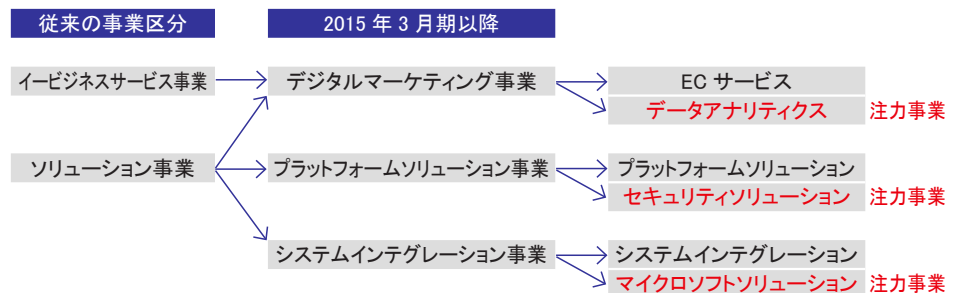 従来の事業区分
2015年3月期以降
イービジネスサービス事業
デジタルマーケティング事業
ECサービス
データアナリティクス 注力事業
ソリューション事業
プラットフォームソリューション事業
プラットフォームソリューション
セキュリティソリューション 注力事業
システムインテグレーション事業
システムインテグレーション
マイクロソフトソリューション 注力事業